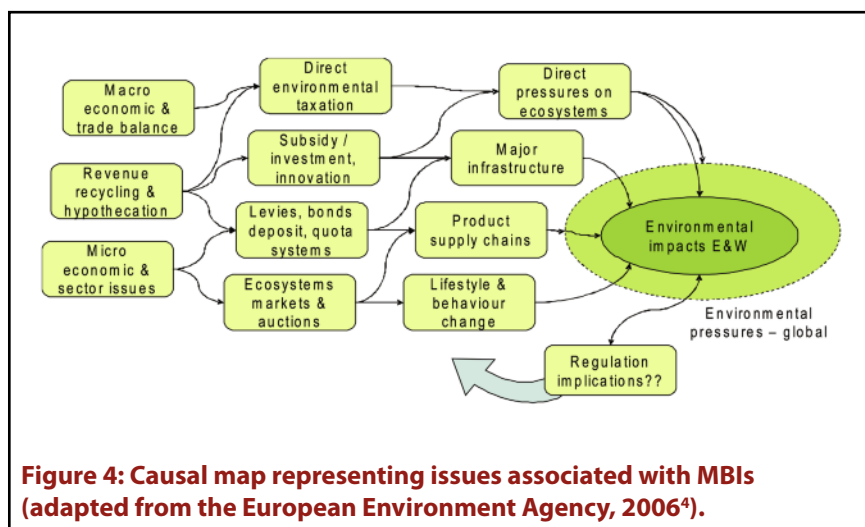 Macro
economic &
trade balance
Direct
environmental
taxation
Direct
pressures on
ecosystems
Revenue
recycling &
hypothecation
Subsidy /
investment,
innovation
Major
infrastructure
Micro
economic &
sector issues
Levies, bonds
deposit, quota
systems
Product
supply chains
Environmental
impacts E&W
Ecosystems
markets &
auctions
Lifestyle &
behaviour
change
Environmental
pressures – global
Regulation
implications??
Figure 4: Causal map representing issues associated with MBIs
(adapted from the European Environment Agency, 2006⁴).